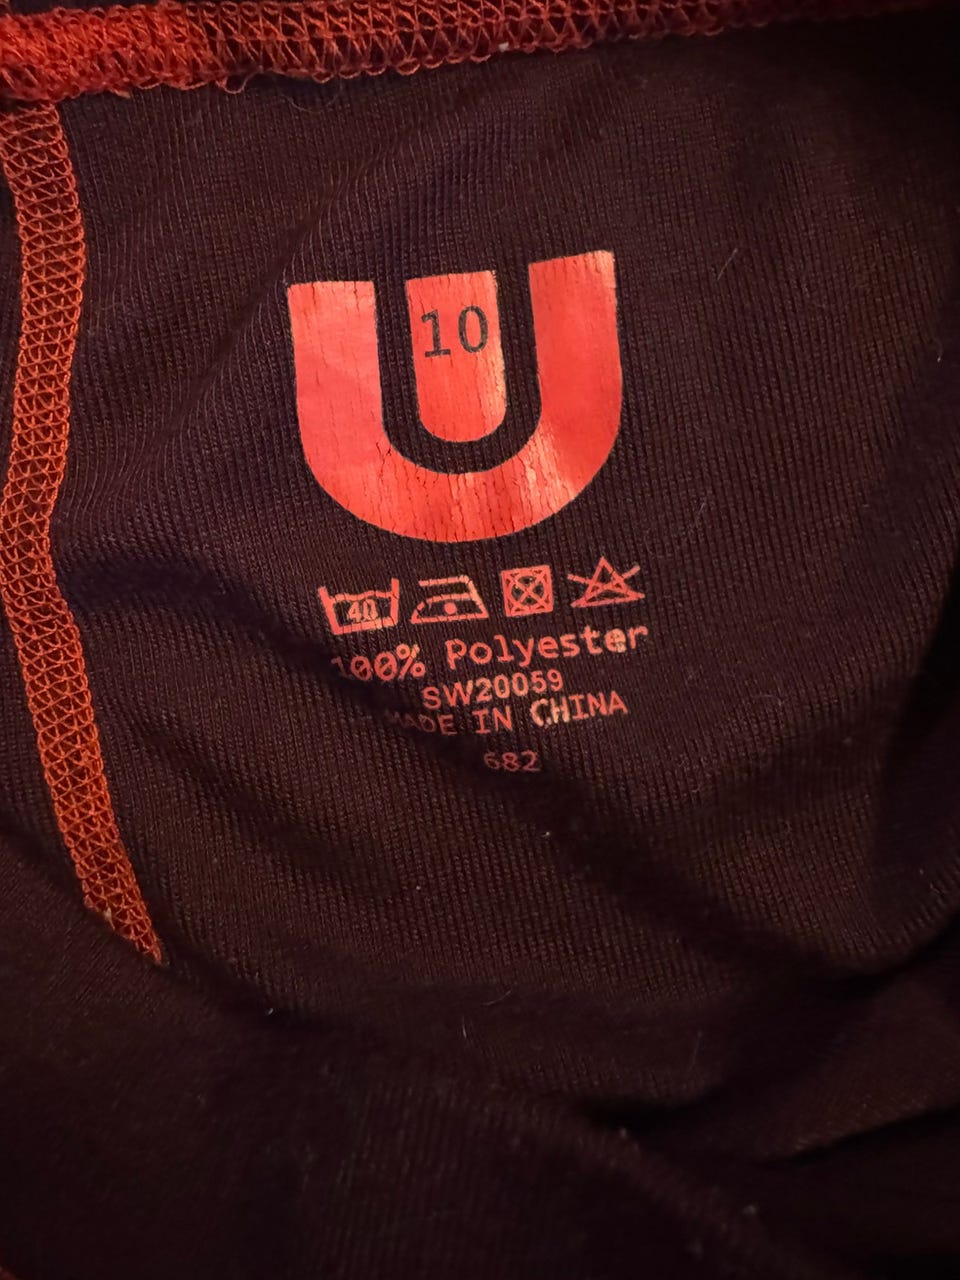 10
40
100% Polyester
SW20059
MADE IN CHINA
682